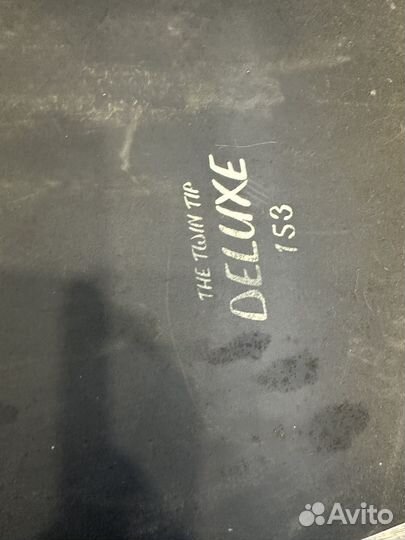 THE TWIN TIP
DELUXE
153
Avito